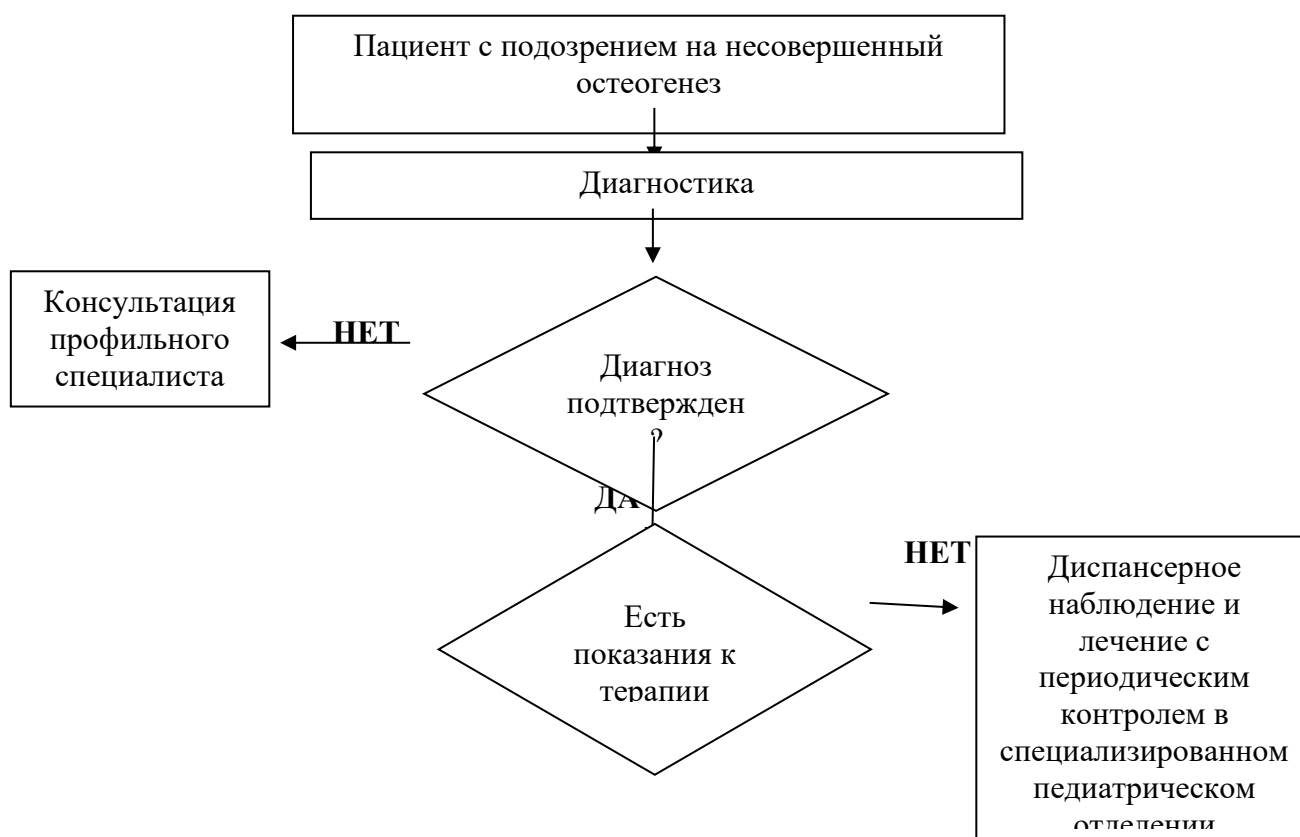 Пациент с подозрением на несовершенный
остеогенез
Диагностика
Консультация
профильного
специалиста
НЕТ
Диагноз
подтвержден
?
ДА
Есть
показания к
терапии
НЕТ
Диспансерное
наблюдение и
лечение с
периодическим
контролем в
специализированном
педиатрическом
отделении